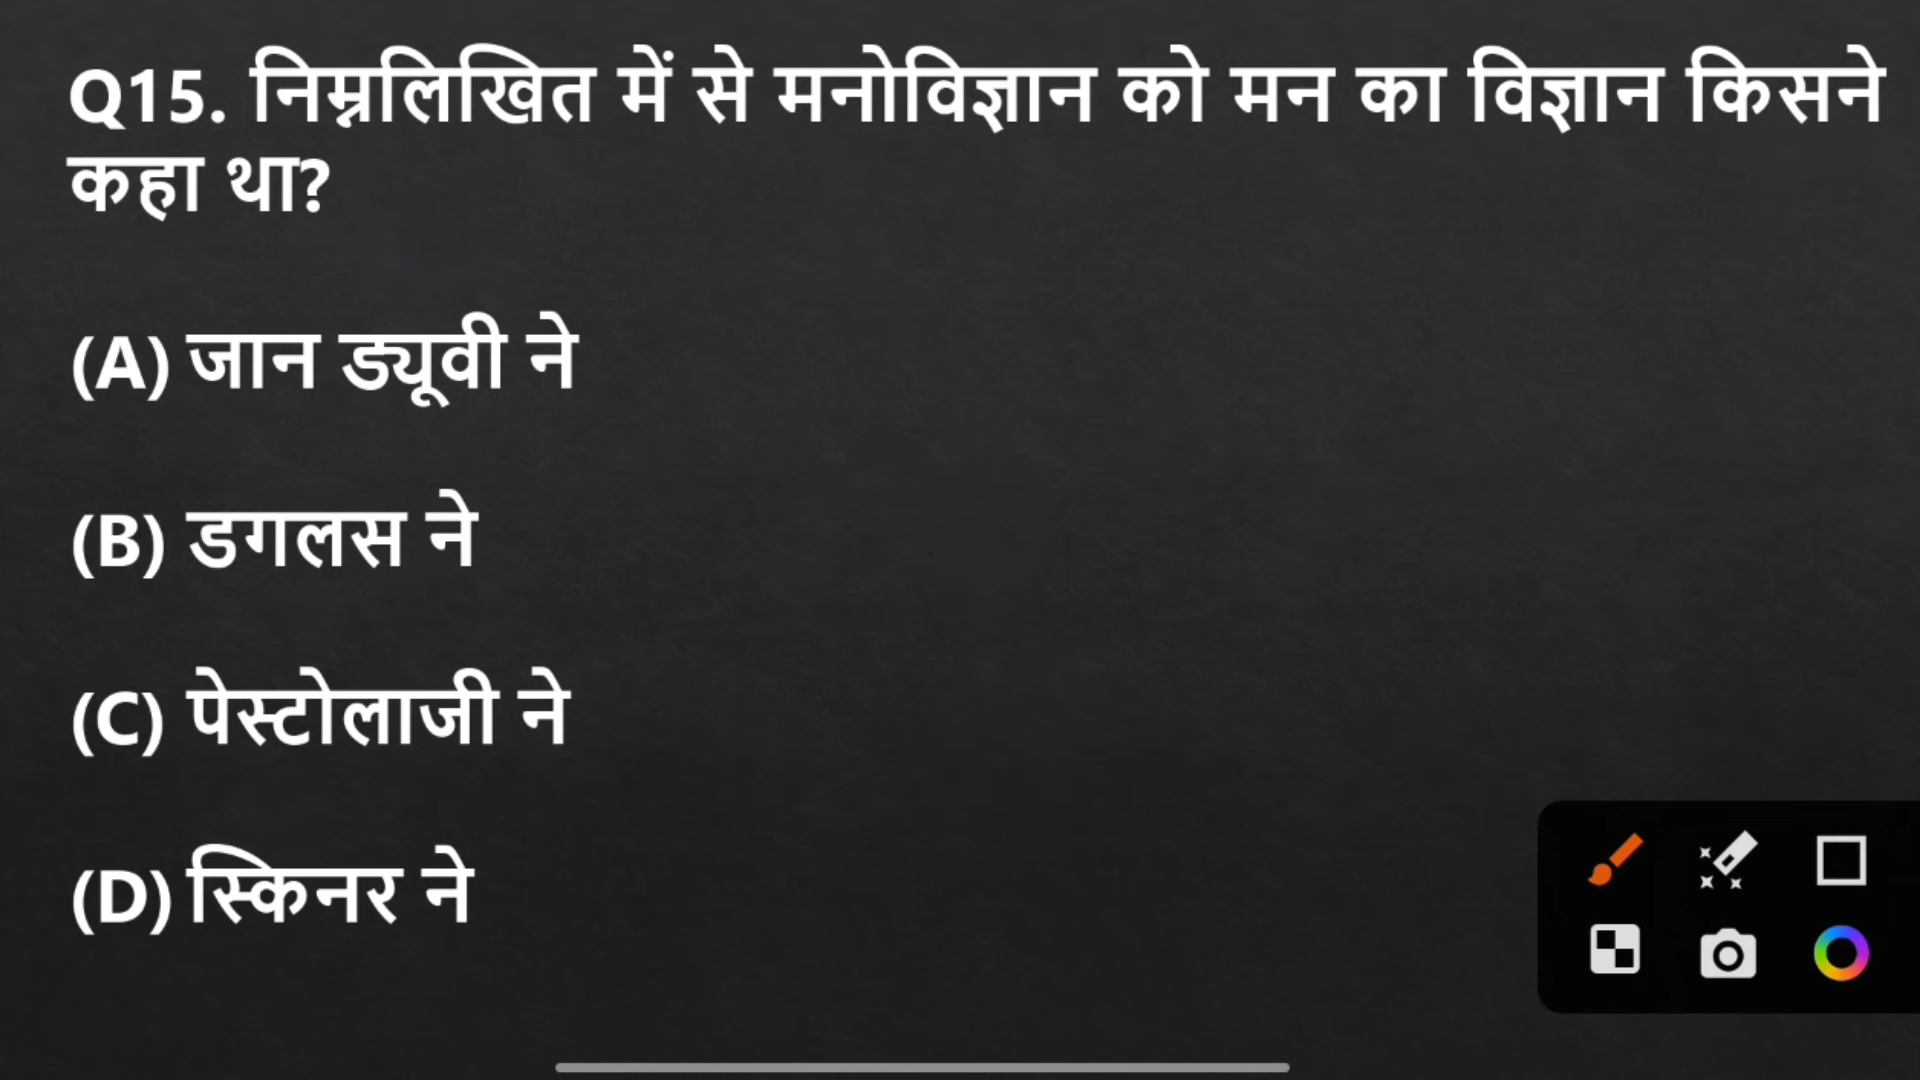 Q15. निम्नलिखित में से मनोविज्ञान को मन का विज्ञान किसने
कहा था?
(A) जान ड्यूवी ने
(B) डगलस ने
(C) पेस्टोलाजी ने
(D) स्किनर ने